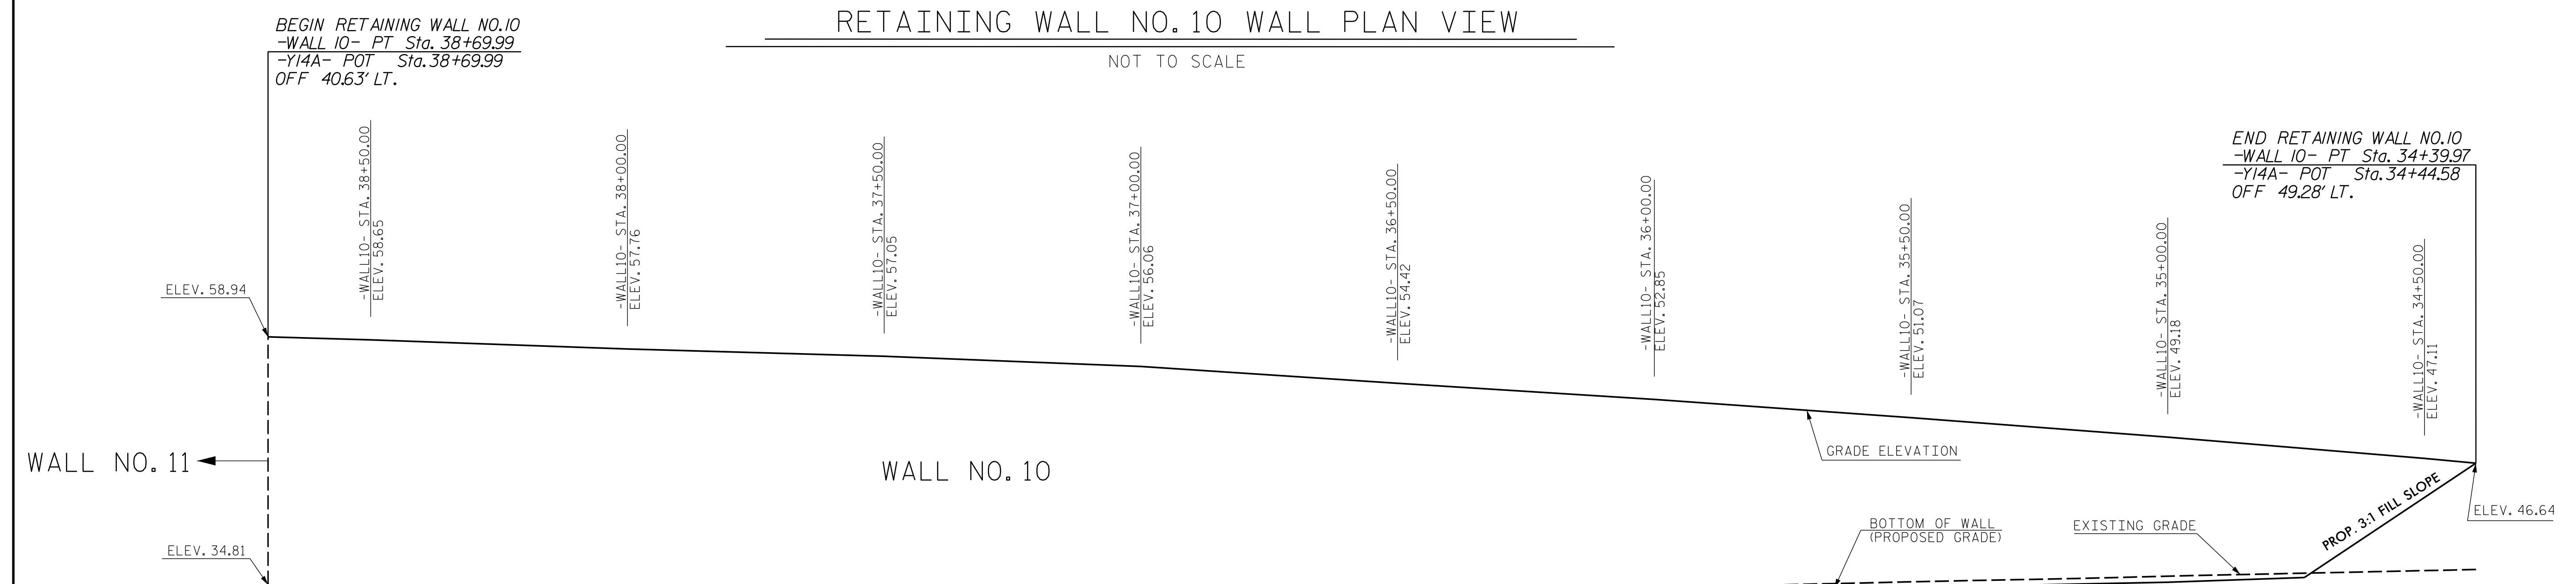 RETAINING WALL NO. 10 WALL PLAN VIEW
NOT TO SCALE
BEGIN RETAINING WALL NO.10
-WALL 10- PT Sta. 38+69.99
-Y14A- POT Sta. 38+69.99
OFF 40.63' LT.
END RETAINING WALL NO.10
-WALL 10- PT Sta. 34+39.97
-Y14A- POT Sta. 34+44.58
OFF 49.28' LT.
-WALL10- STA. 38+50.00
ELEV. 58.65
-WALL10- STA. 38+00.00
ELEV. 57.76
-WALL10- STA. 37+50.00
ELEV. 57.05
-WALL10- STA. 37+00.00
ELEV. 56.06
-WALL10- STA. 36+50.00
ELEV. 54.42
-WALL10- STA. 36+00.00
ELEV. 52.85
-WALL10- STA. 35+50.00
ELEV. 51.07
-WALL10- STA. 35+00.00
ELEV. 49.18
-WALL10- STA. 34+50.00
ELEV. 47.11
ELEV. 58.94
GRADE ELEVATION
WALL NO. 11
WALL NO. 10
PROP. 3:1 FILL SLOPE
ELEV. 46.64
BOTTOM OF WALL
(PROPOSED GRADE)
EXISTING GRADE
ELEV. 34.81